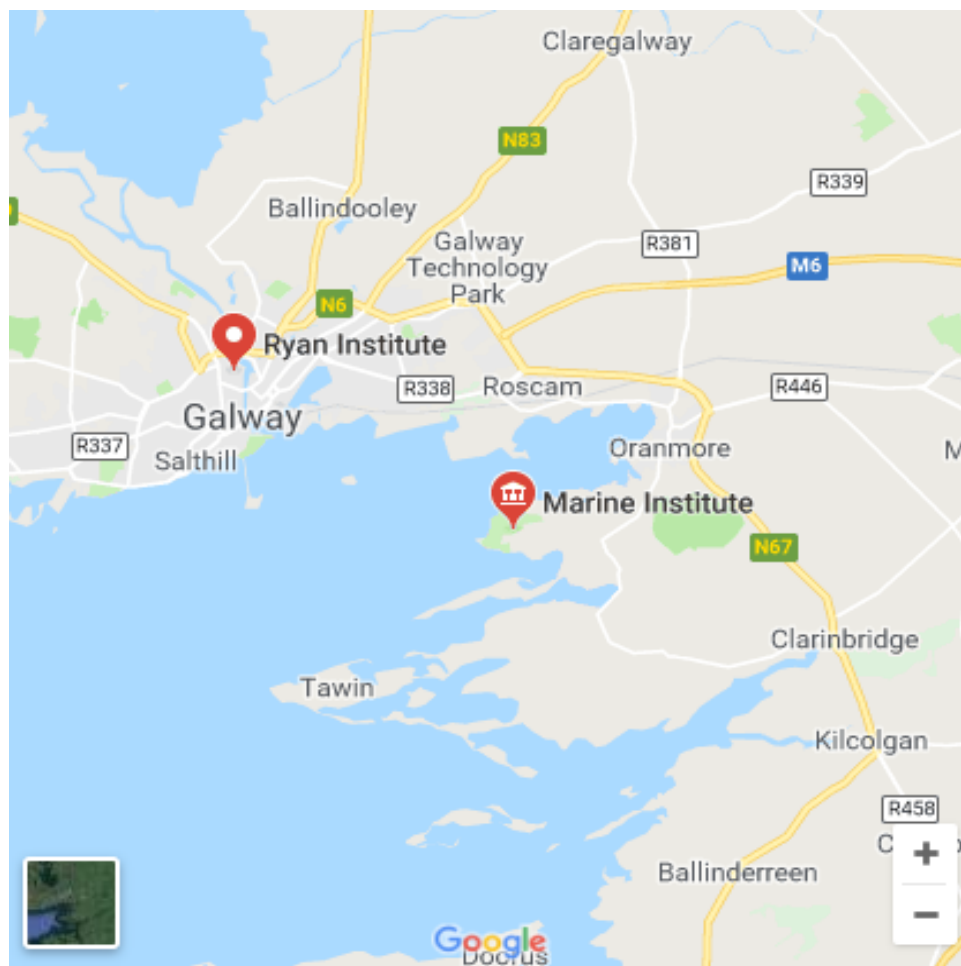 Claregalway
N83
R339
Ballindooley
Galway
Technology
Park
R381
M6
N6
Ryan Institute
R338
Roscam
R446
Galway
R337
Salthill
Oranmore
Marine Institute
N67
Clarinbridge
Tawin
Kilcolgan
R458
Ballinderreen
+
−
Google